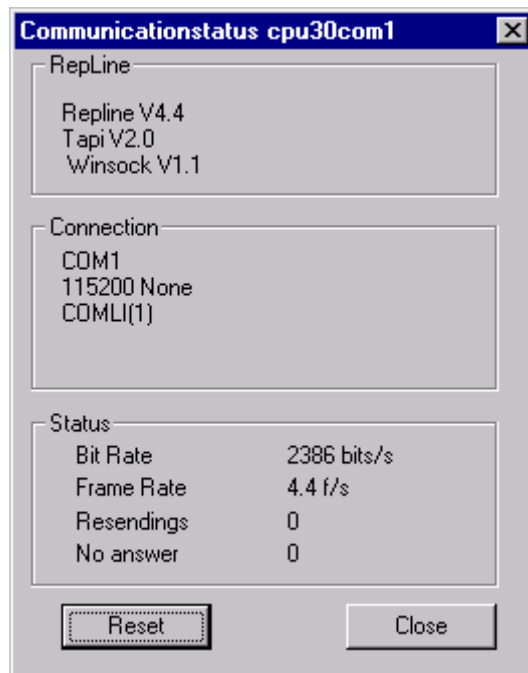 Communicationstatus cpu30com1
RepLine
Repline V4.4
Tapi V2.0
Winsock V1.1
Connection
COM1
115200 None
COMLI(1)
Status
Bit Rate 2386 bits/s
Frame Rate 4.4 f/s
Resendings 0
No answer 0
Reset Close